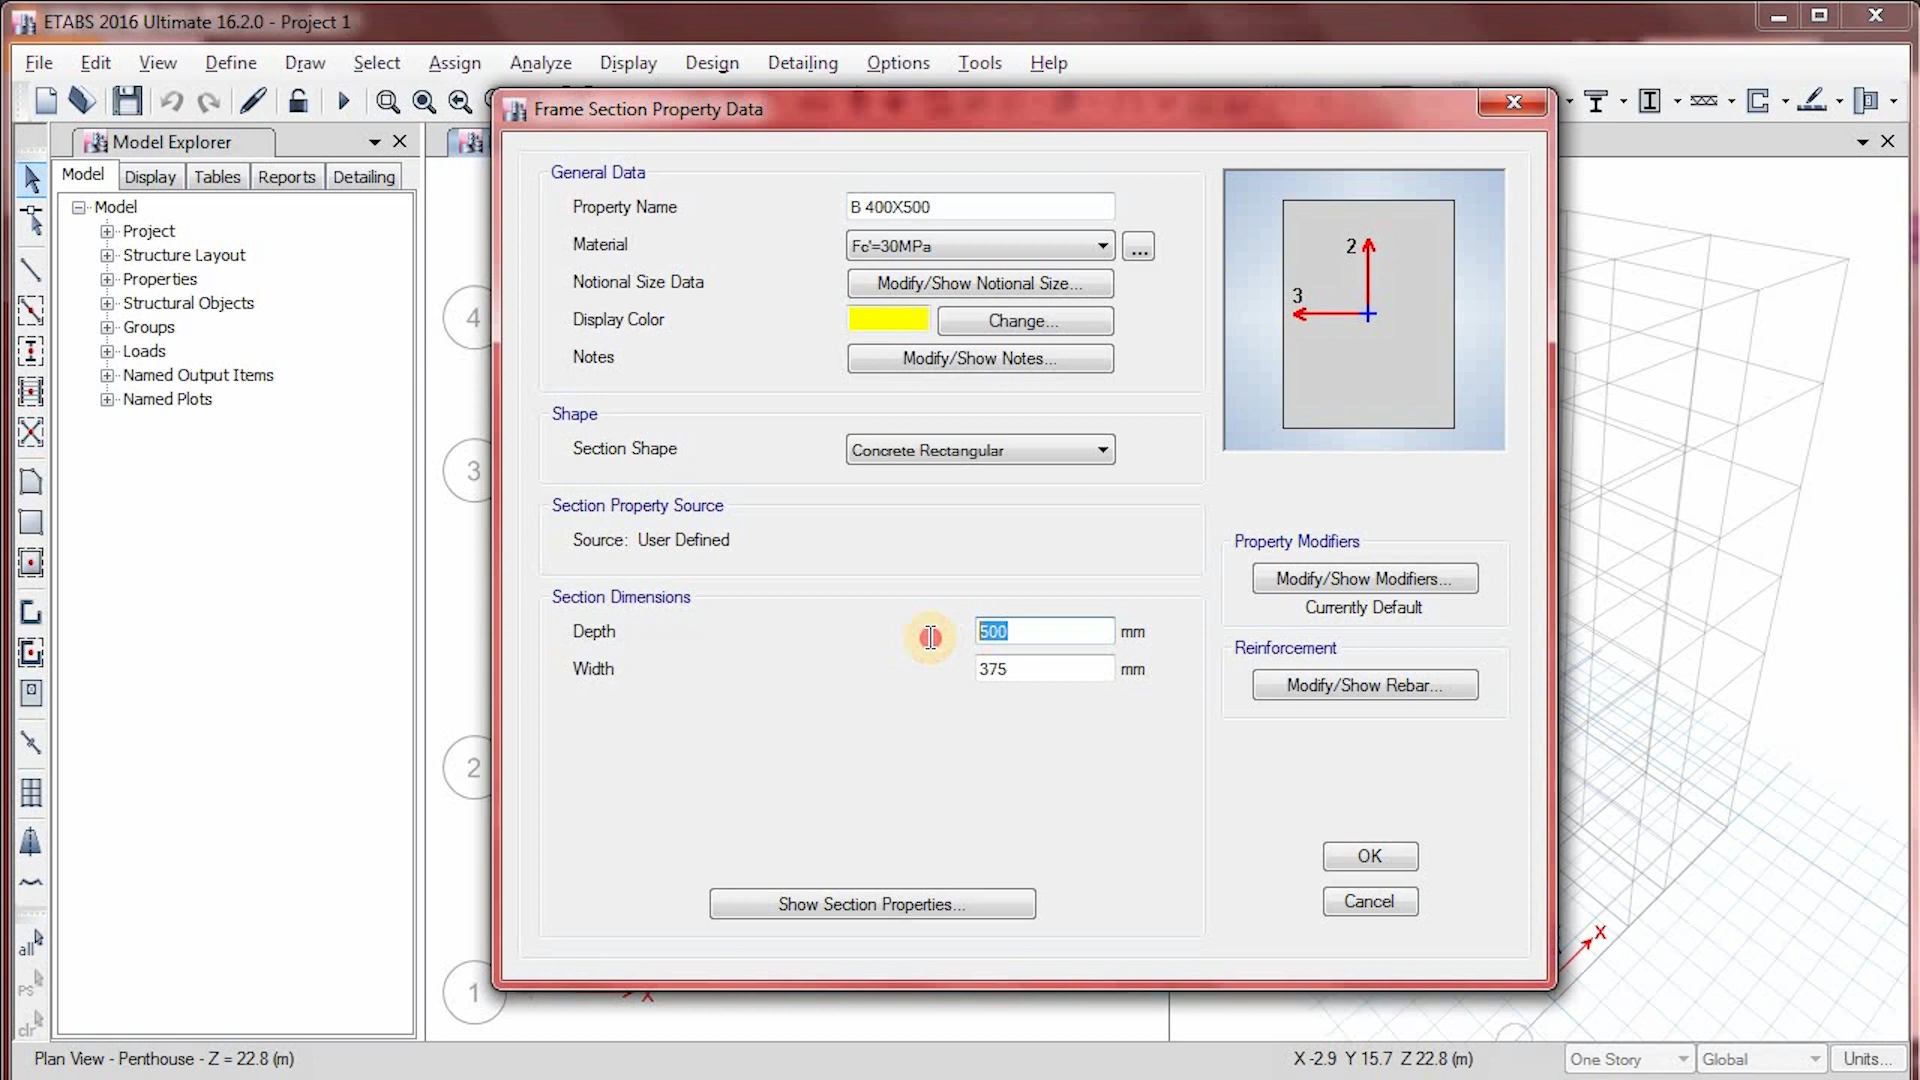 ETABS 2016 Ultimate 16.2.0 - Project 1
File Edit View Define Draw Select Assign Analyze Display Design Detailing Options Tools Help
Model Explorer
Model Display Tables Reports Detailing
Model
Project
Structure Layout
Properties
Structural Objects
Groups
Loads
Named Output Items
Named Plots
all
PS
clr
4
3
2
1
X
Frame Section Property Data
General Data
Property Name B 400X500
Material Fc'=30MPa ...
Notional Size Data Modify/Show Notional Size...
Display Color Change...
Notes Modify/Show Notes...
Shape
Section Shape Concrete Rectangular
Section Property Source
Source: User Defined
Section Dimensions
Depth 500 mm
Width 375 mm
Show Section Properties...
2
3
Property Modifiers
Modify/Show Modifiers...
Currently Default
Reinforcement
Modify/Show Rebar...
OK
Cancel
X
Plan View - Penthouse - Z = 22.8 (m) X -2.9 Y 15.7 Z 22.8 (m) One Story Global Units...